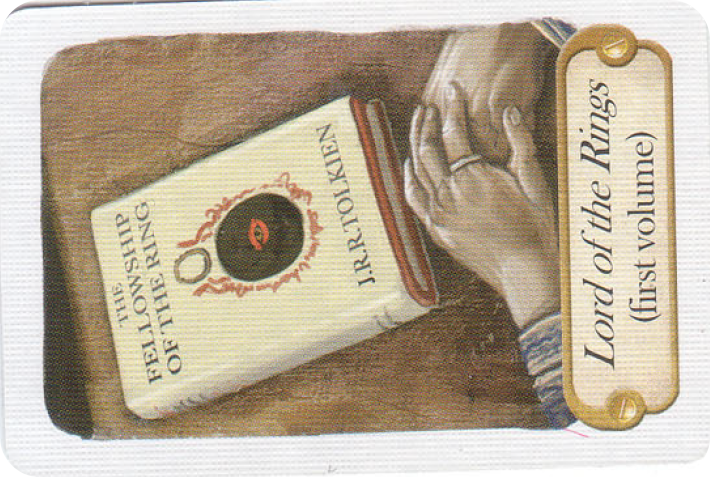 THE
FELLOWSHIP
OF THE RING
J.R.R.TOLKIEN
Lord of the Rings
(first volume)